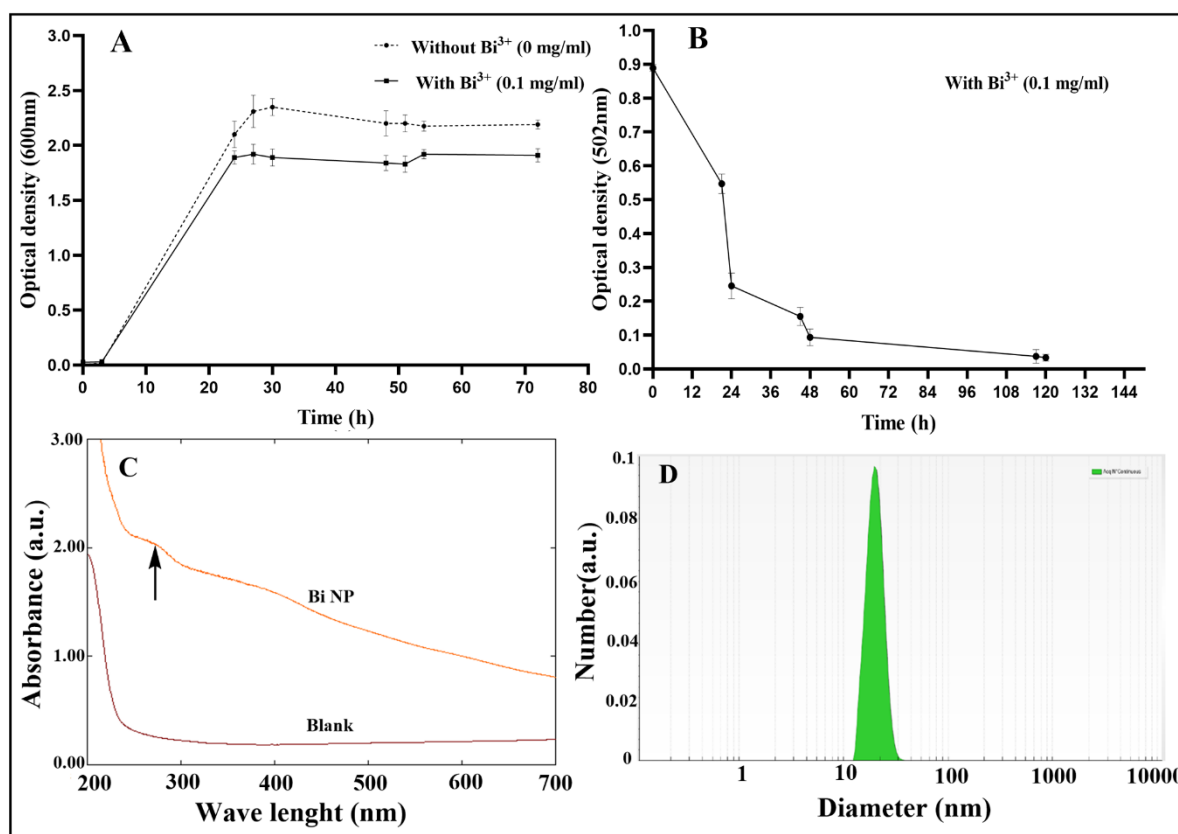 A
Without Bi³⁺ (0 mg/ml)
With Bi³⁺ (0.1 mg/ml)
3.0
2.5
2.0
1.5
1.0
0.5
0.0
Optical density (600nm)
0 10 20 30 40 50 60 70 80
Time (h)
B
With Bi³⁺ (0.1 mg/ml)
1.0
0.9
0.8
0.7
0.6
0.5
0.4
0.3
0.2
0.1
0.0
Optical density (502nm)
0 12 24 36 48 60 72 84 96 108 120 132 144
Time (h)
C
3.00
2.00
1.00
0.00
Absorbance (a.u.)
Bi NP
Blank
200 300 400 500 600 700
Wave lenght (nm)
D
0.1
0.08
0.06
0.04
0.02
0
Number(a.u.)
1 10 100 1000 10000
Diameter (nm)